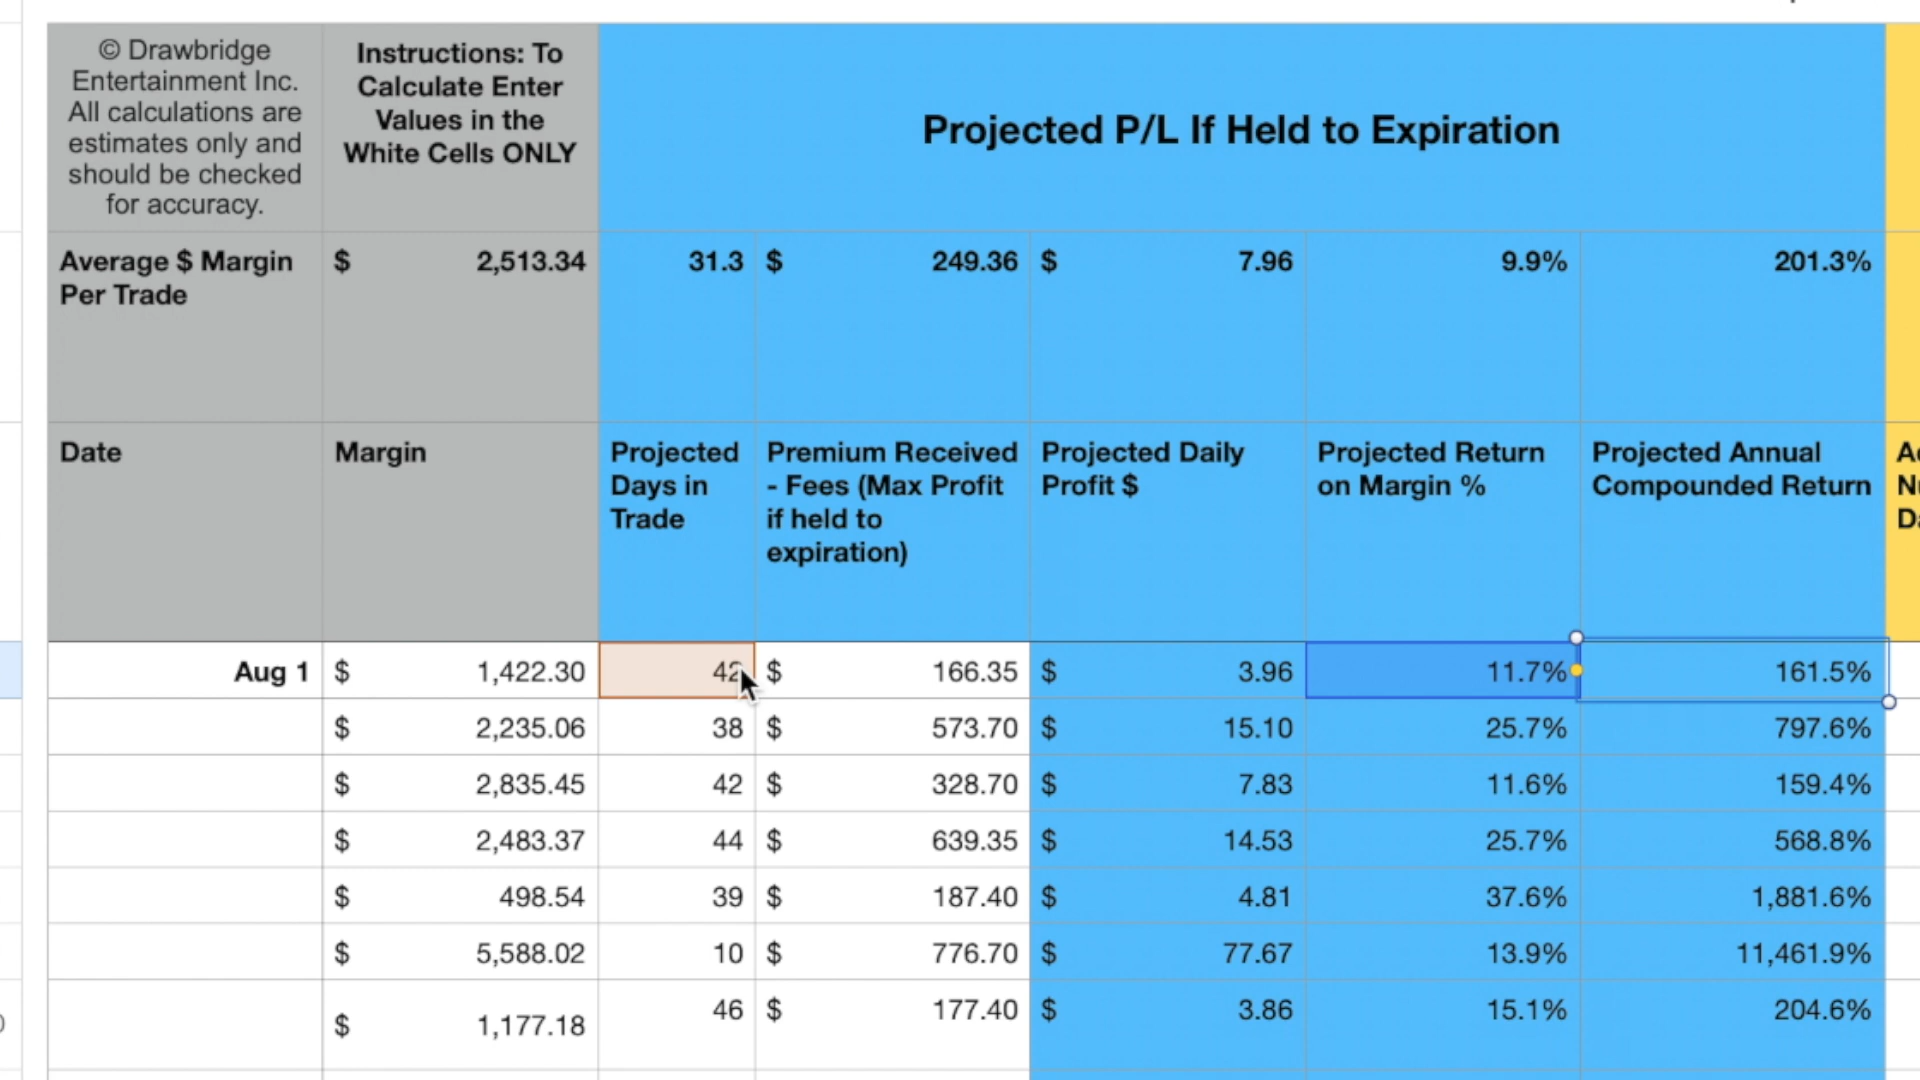 © Drawbridge
Entertainment Inc.
All calculations are
estimates only and
should be checked
for accuracy.
Instructions: To
Calculate Enter
Values in the
White Cells ONLY
Projected P/L If Held to Expiration
Average $ Margin
Per Trade
$ 2,513.34 31.3 $ 249.36 $ 7.96 9.9% 201.3%
Date
Margin
Projected
Days in
Trade
Premium Received
- Fees (Max Profit
if held to
expiration)
Projected Daily
Profit $
Projected Return
on Margin %
Projected Annual
Compounded Return
Aug 1 $ 1,422.30 42 $ 166.35 $ 3.96 11.7% 161.5%
$ 2,235.06 38 $ 573.70 $ 15.10 25.7% 797.6%
$ 2,835.45 42 $ 328.70 $ 7.83 11.6% 159.4%
$ 2,483.37 44 $ 639.35 $ 14.53 25.7% 568.8%
$ 498.54 39 $ 187.40 $ 4.81 37.6% 1,881.6%
$ 5,588.02 10 $ 776.70 $ 77.67 13.9% 11,461.9%
$ 1,177.18 46 $ 177.40 $ 3.86 15.1% 204.6%